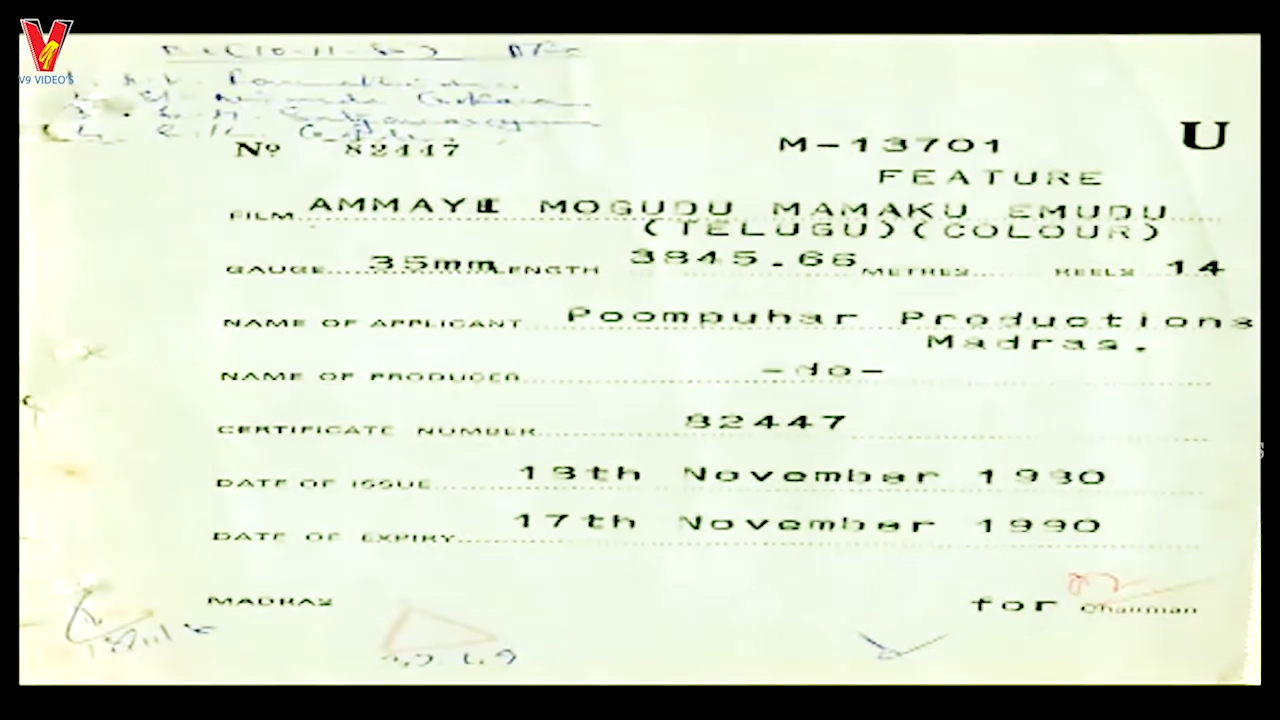 V9 VIDEO'S
Nº 82447
M-13701
U
FEATURE
FILM AMMAYI MOGUDU MAMAKU EMUDU
(TELUGU)(COLOUR)
GAUGE 35mm LENGTH 3845.66 METRES REELS 14
NAME OF APPLICANT Poompuhar Productions
Madras.
NAME OF PRODUCER -do-
CERTIFICATE NUMBER 82447
DATE OF ISSUE 18th November 1980
DATE OF EXPIRY 17th November 1990
MADRAS
for Chairman